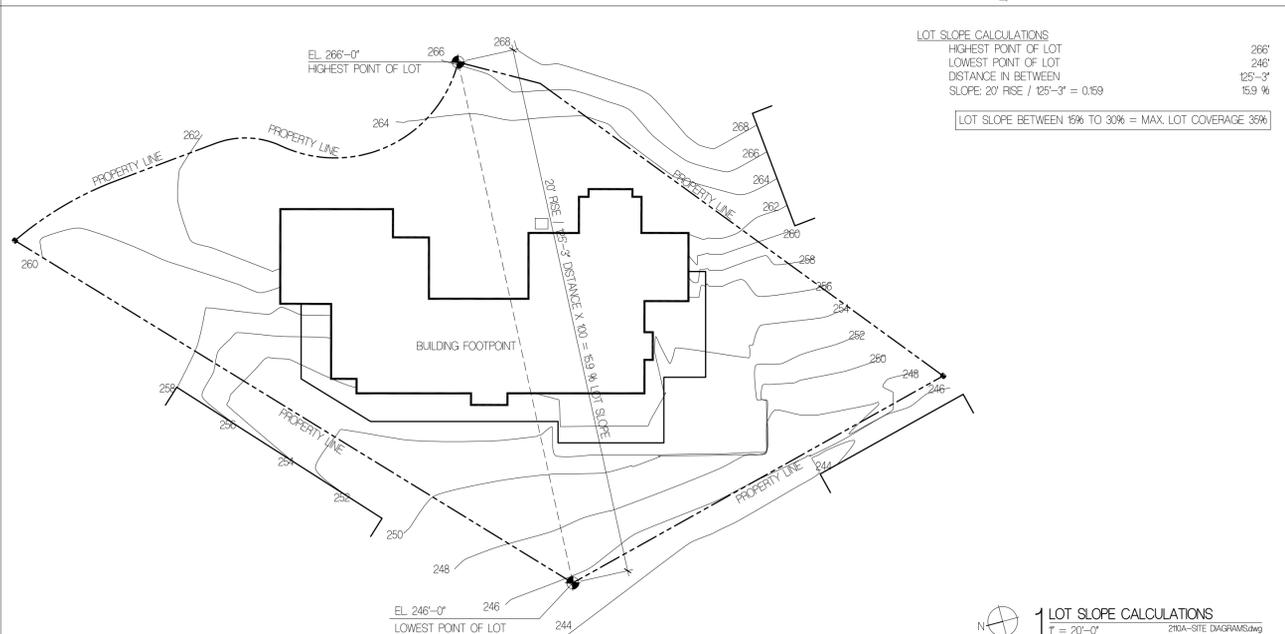 LOT SLOPE CALCULATIONS
HIGHEST POINT OF LOT 266'
LOWEST POINT OF LOT 246'
DISTANCE IN BETWEEN 125'-3"
SLOPE: 20' RISE / 125'-3" = 0.159 15.9 %
LOT SLOPE BETWEEN 15% TO 30% = MAX. LOT COVERAGE 35%
268
EL. 266'-0"
266
HIGHEST POINT OF LOT
264
262
PROPERTY LINE
PROPERTY LINE
268
266
264
PROPERTY LINE
262
260
258
256
254
252
250
248
246
260
20' RISE / 125'-3" DISTANCE X 100 = 15.9 % LOT SLOPE
BUILDING FOOTPOINT
258
256
PROPERTY LINE
254
252
250
248
246
244
PROPERTY LINE
244
EL. 246'-0"
LOWEST POINT OF LOT
N
1
LOT SLOPE CALCULATIONS
1" = 20'-0" 2110A-SITE DIAGRAMS.dwg